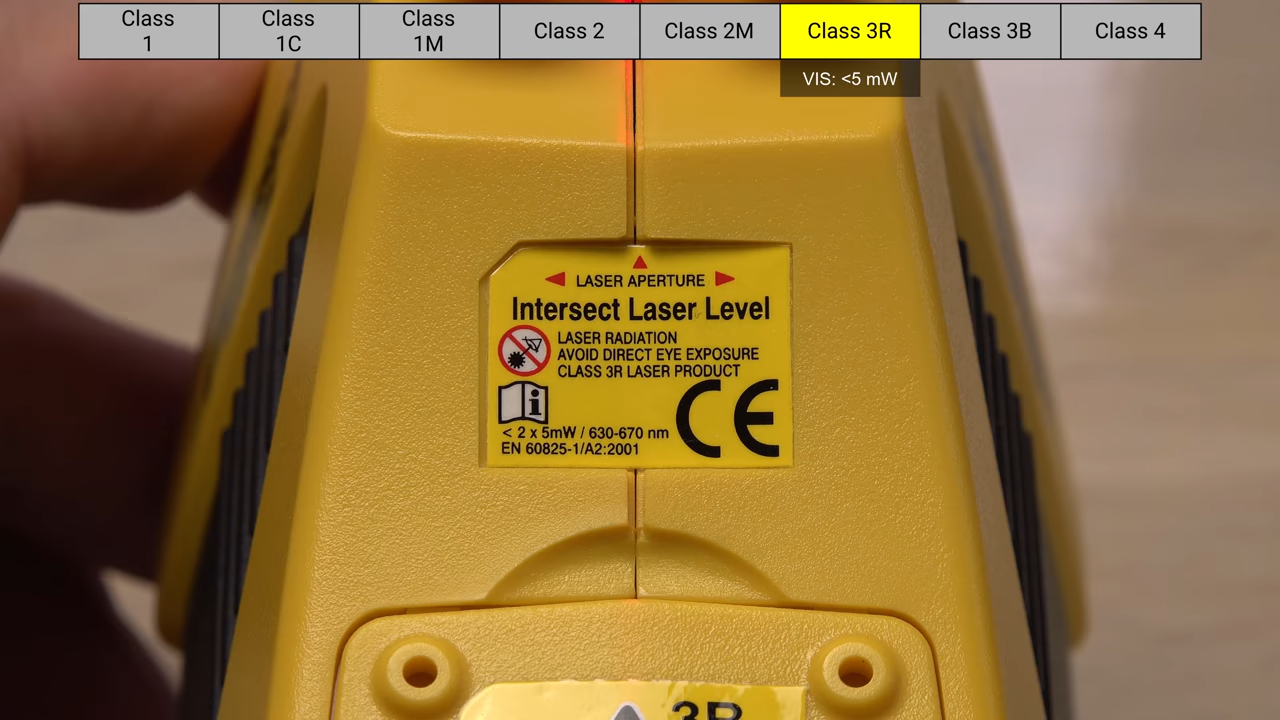 Class 1
Class 1C
Class 1M
Class 2
Class 2M
Class 3R
Class 3B
Class 4
VIS: <5 mW
LASER APERTURE
Intersect Laser Level
LASER RADIATION
AVOID DIRECT EYE EXPOSURE
CLASS 3R LASER PRODUCT
< 2 x 5mW / 630-670 nm
EN 60825-1/A2:2001
CE
3R